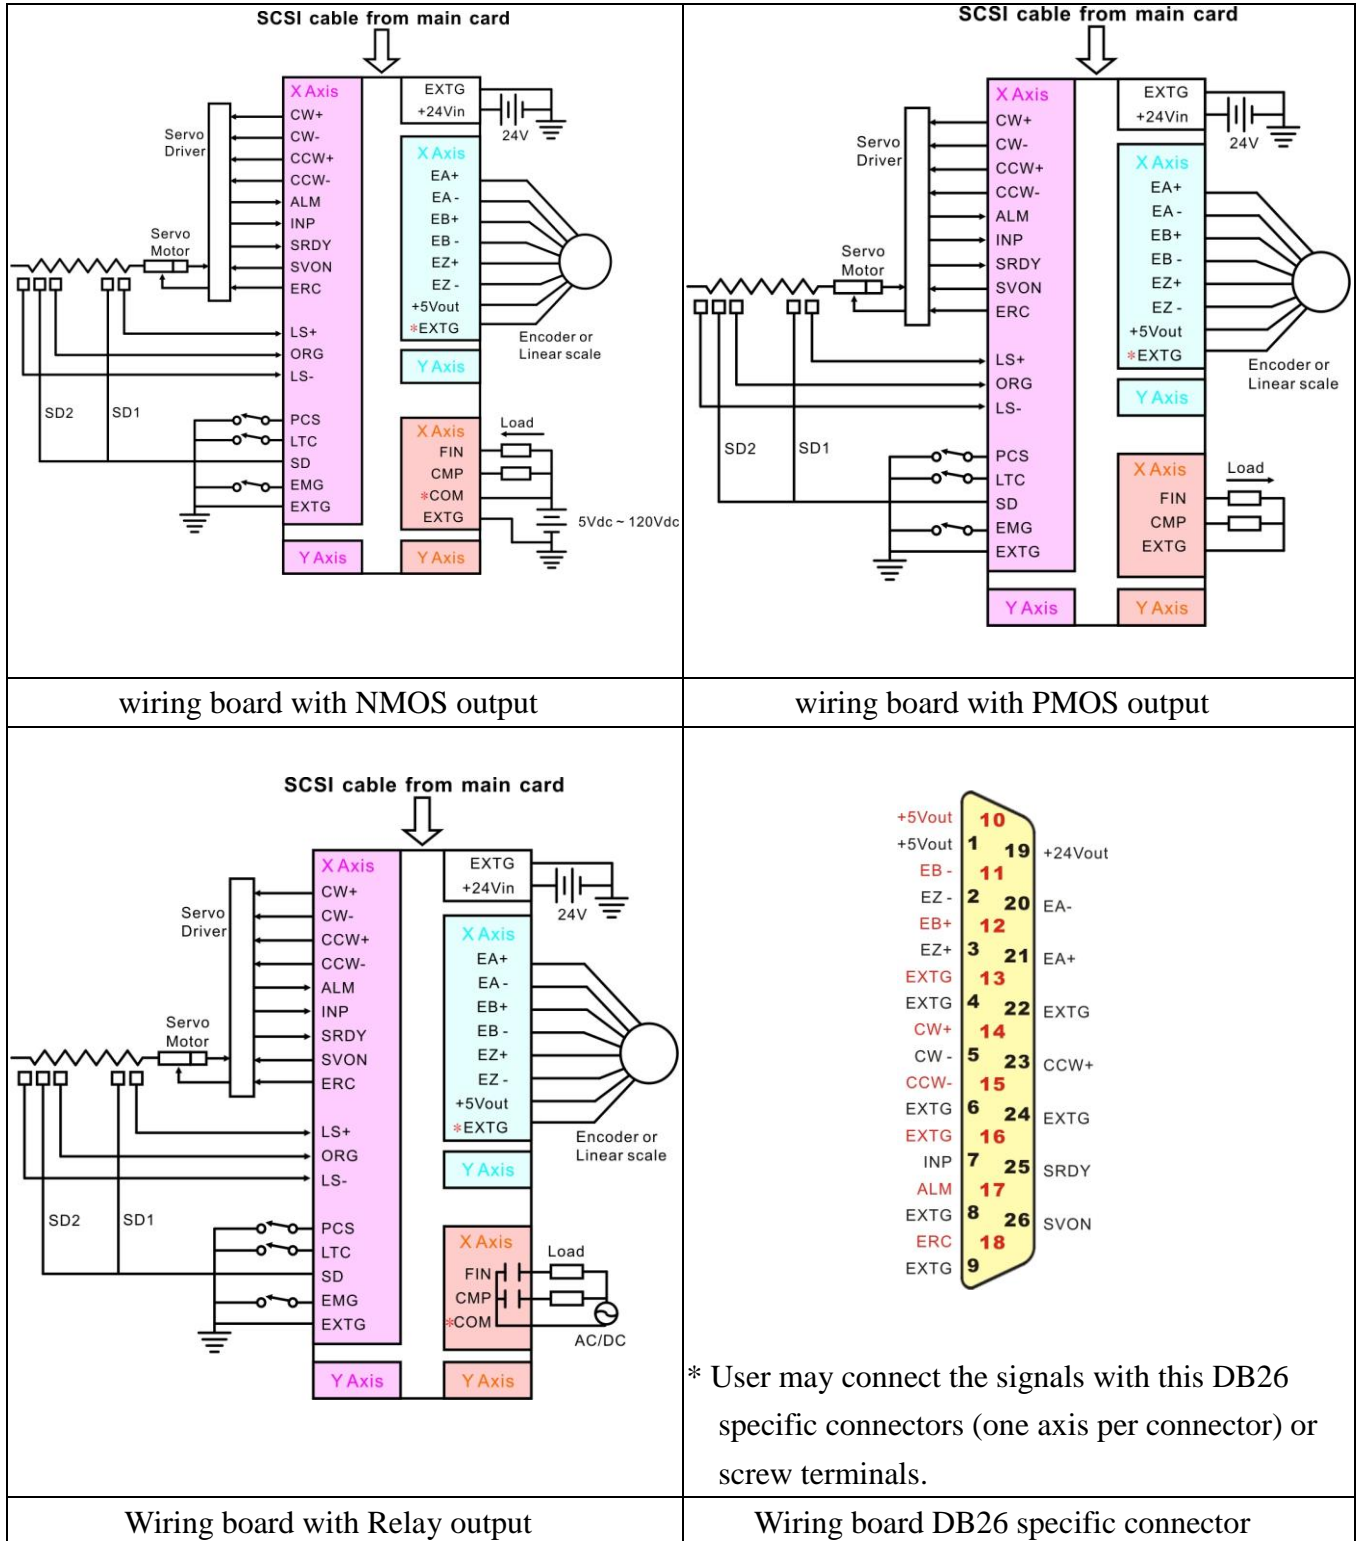 SCSI cable from main card
X Axis
CW+
CW-
CCW+
CCW-
ALM
INP
SRDY
SVON
ERC
LS+
ORG
LS-
PCS
LTC
SD
EMG
EXTG
Y Axis
Servo
Driver
Servo
Motor
SD2
SD1
EXTG
+24Vin
24V
X Axis
EA+
EA -
EB+
EB -
EZ+
EZ -
+5Vout
*EXTG
Encoder or
Linear scale
Y Axis
X Axis
FIN
CMP
*COM
EXTG
Load
5Vdc ~ 120Vdc
Y Axis
wiring board with NMOS output
SCSI cable from main card
X Axis
CW+
CW-
CCW+
CCW-
ALM
INP
SRDY
SVON
ERC
LS+
ORG
LS-
PCS
LTC
SD
EMG
EXTG
Y Axis
Servo
Driver
Servo
Motor
SD2
SD1
EXTG
+24Vin
24V
X Axis
EA+
EA -
EB+
EB -
EZ+
EZ -
+5Vout
*EXTG
Encoder or
Linear scale
Y Axis
X Axis
FIN
CMP
EXTG
Load
Y Axis
wiring board with PMOS output
SCSI cable from main card
X Axis
CW+
CW-
CCW+
CCW-
ALM
INP
SRDY
SVON
ERC
LS+
ORG
LS-
PCS
LTC
SD
EMG
EXTG
Y Axis
Servo
Driver
Servo
Motor
SD2
SD1
EXTG
+24Vin
24V
X Axis
EA+
EA -
EB+
EB -
EZ+
EZ -
+5Vout
*EXTG
Encoder or
Linear scale
Y Axis
X Axis
FIN
CMP
*COM
Load
AC/DC
Y Axis
Wiring board with Relay output
+5Vout 10
+5Vout 1 19 +24Vout
EB - 11
EZ - 2 20 EA-
EB+ 12
EZ+ 3 21 EA+
EXTG 13
EXTG 4 22 EXTG
CW+ 14
CW - 5 23 CCW+
CCW- 15
EXTG 6 24 EXTG
EXTG 16
INP 7 25 SRDY
ALM 17
EXTG 8 26 SVON
ERC 18
EXTG 9
* User may connect the signals with this DB26
specific connectors (one axis per connector) or
screw terminals.
Wiring board DB26 specific connector